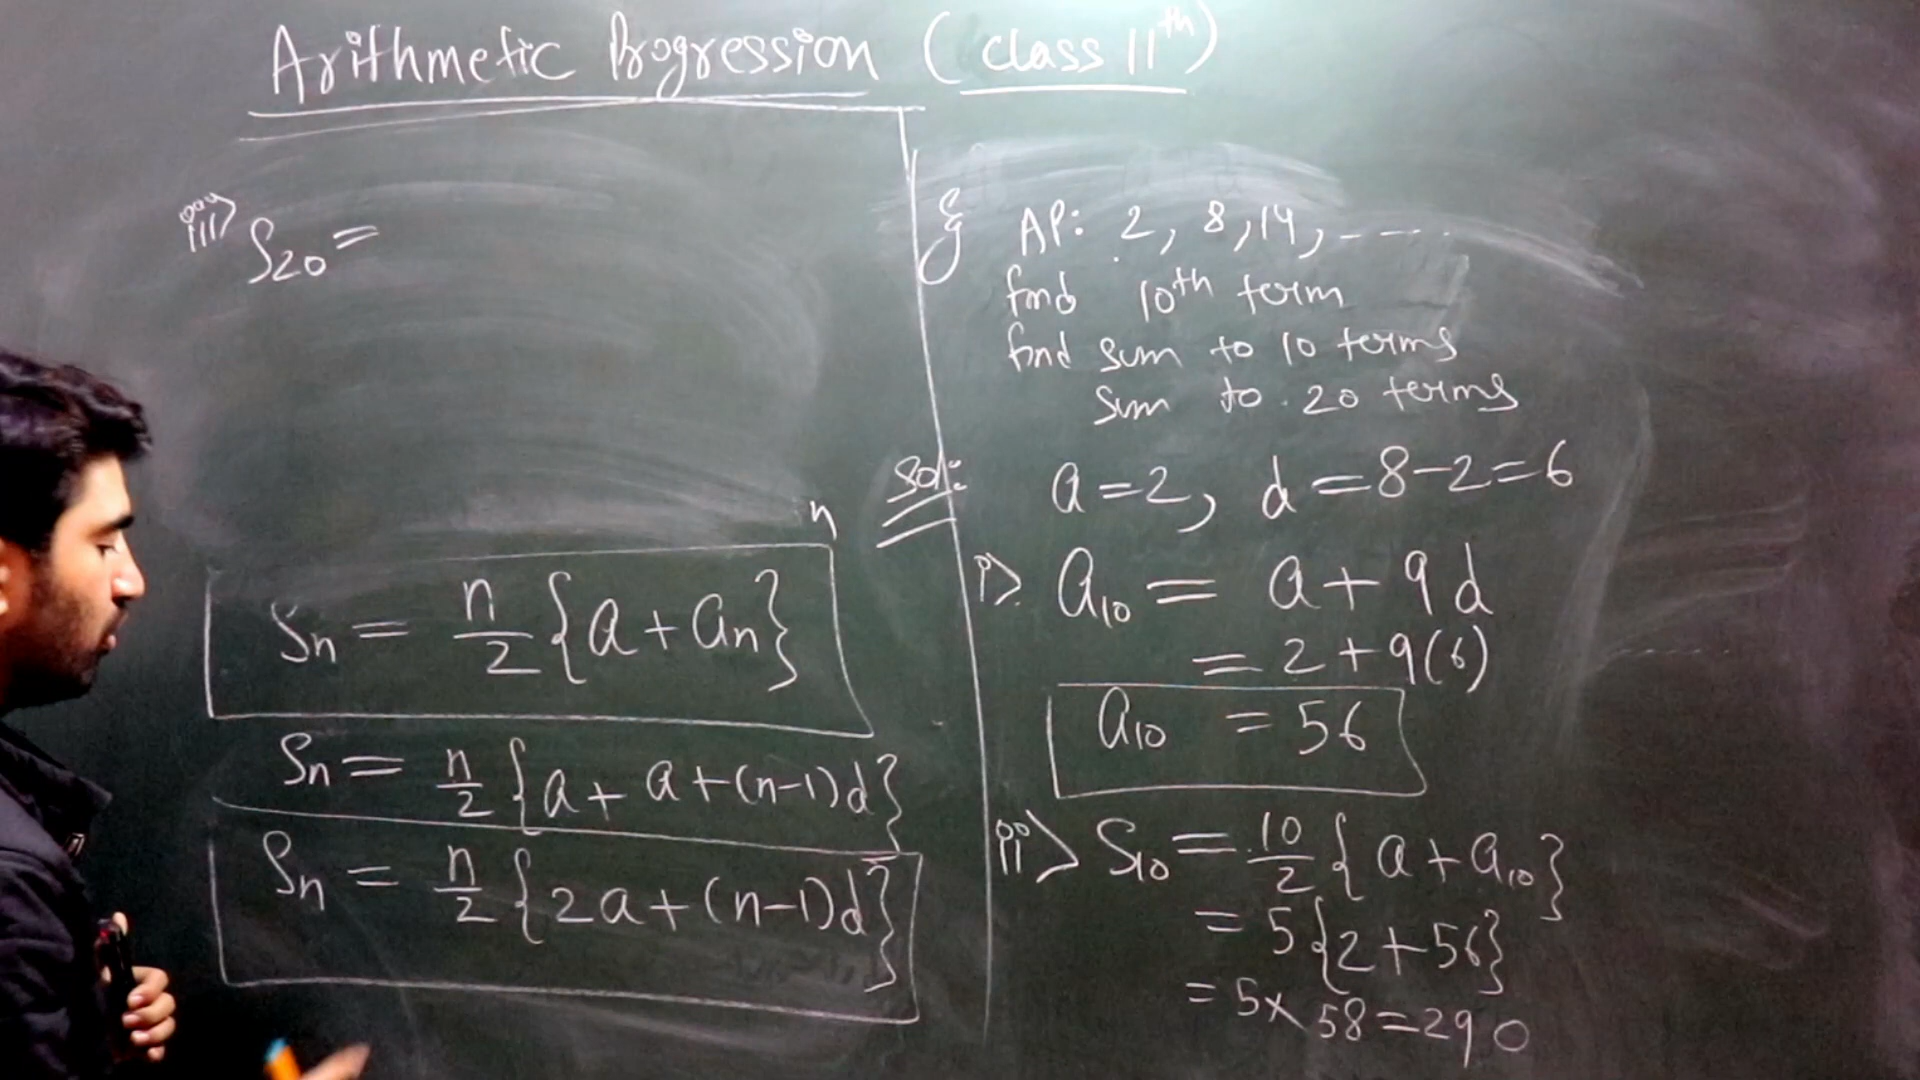 Arithmetic Progression (class 11th)
iii> S20 =
n
Sn = n/2 {a + an}
Sn = n/2 {a + a + (n-1)d}
Sn = n/2 {2a + (n-1)d}
AP: 2, 8, 14, - - - -
find 10th term
find sum to 10 terms
sum to 20 terms
Sol: a = 2, d = 8 - 2 = 6
i> a10 = a + 9d
= 2 + 9(6)
a10 = 56
ii> S10 = 10/2 {a + a10}
= 5{2 + 56}
= 5 x 58 = 290